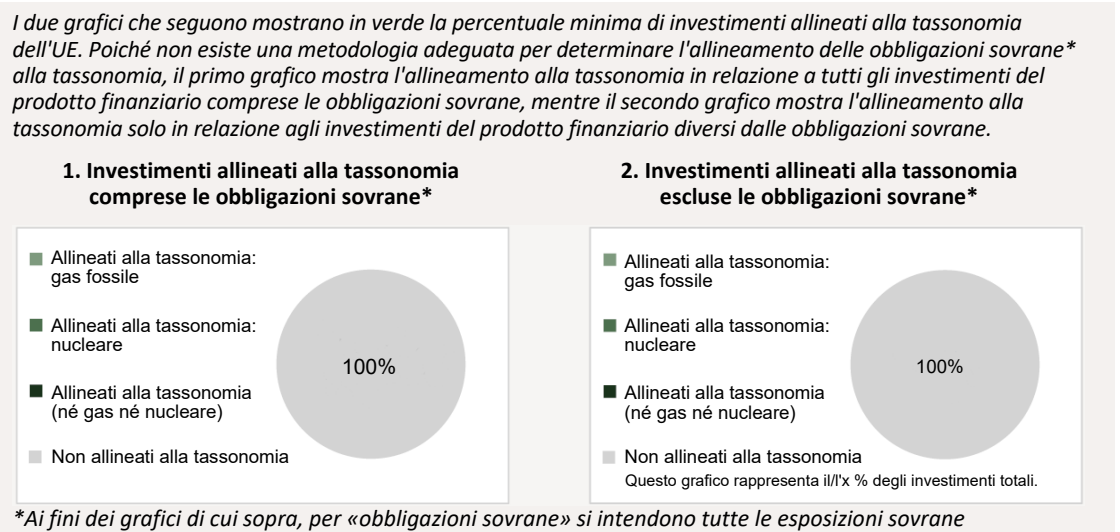 I due grafici che seguono mostrano in verde la percentuale minima di investimenti allineati alla tassonomia
dell'UE. Poiché non esiste una metodologia adeguata per determinare l'allineamento delle obbligazioni sovrane*
alla tassonomia, il primo grafico mostra l'allineamento alla tassonomia in relazione a tutti gli investimenti del
prodotto finanziario comprese le obbligazioni sovrane, mentre il secondo grafico mostra l'allineamento alla
tassonomia solo in relazione agli investimenti del prodotto finanziario diversi dalle obbligazioni sovrane.
1. Investimenti allineati alla tassonomia
comprese le obbligazioni sovrane*
Allineati alla tassonomia:
gas fossile
Allineati alla tassonomia:
nucleare
Allineati alla tassonomia
(né gas né nucleare)
Non allineati alla tassonomia
100%
2. Investimenti allineati alla tassonomia
escluse le obbligazioni sovrane*
Allineati alla tassonomia:
gas fossile
Allineati alla tassonomia:
nucleare
Allineati alla tassonomia
(né gas né nucleare)
Non allineati alla tassonomia
100%
Questo grafico rappresenta il/l'x % degli investimenti totali.
*Ai fini dei grafici di cui sopra, per «obbligazioni sovrane» si intendono tutte le esposizioni sovrane